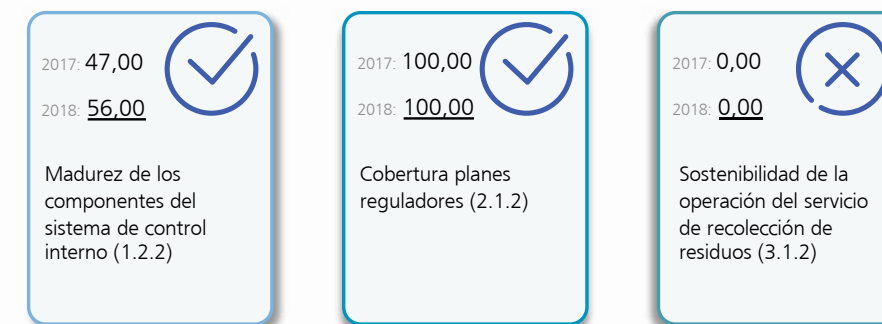 2017: 47,00
2018: 56,00
Madurez de los
componentes del
sistema de control
interno (1.2.2)
2017: 100,00
2018: 100,00
Cobertura planes
reguladores (2.1.2)
2017: 0,00
2018: 0,00
Sostenibilidad de la
operación del servicio
de recolección de
residuos (3.1.2)